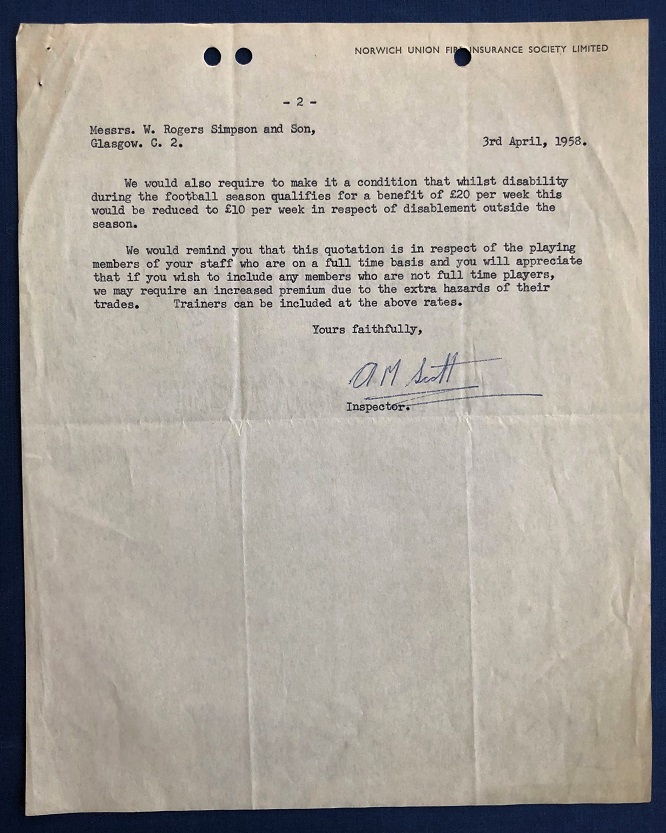 NORWICH UNION FIRE INSURANCE SOCIETY LIMITED
- 2 -
Messrs. W. Rogers Simpson and Son,
Glasgow. C. 2.
3rd April, 1958.
We would also require to make it a condition that whilst disability
during the football season qualifies for a benefit of £20 per week this
would be reduced to £10 per week in respect of disablement outside the
season.
We would remind you that this quotation is in respect of the playing
members of your staff who are on a full time basis and you will appreciate
that if you wish to include any members who are not full time players,
we may require an increased premium due to the extra hazards of their
trades. Trainers can be included at the above rates.
Yours faithfully,
A M Scott
Inspector.